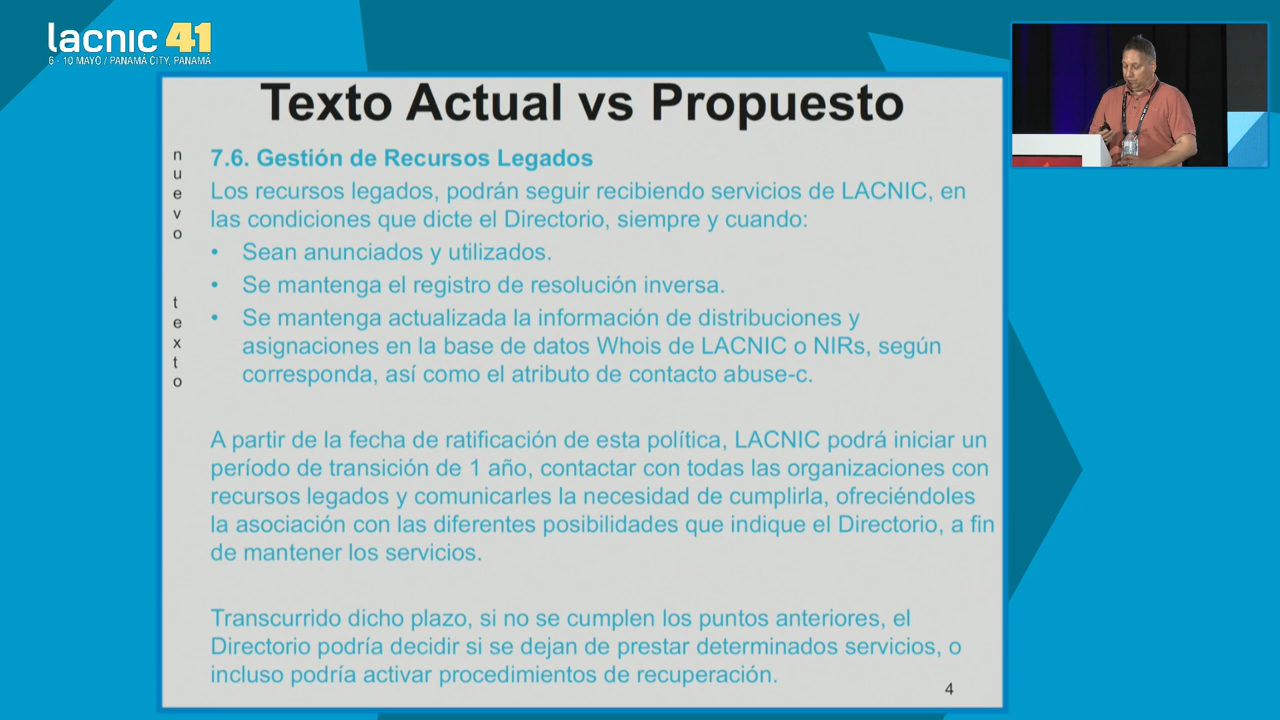 lacnic 41
6 - 10 MAYO / PANAMÁ CITY, PANAMÁ
Texto Actual vs Propuesto
nuevo texto
7.6. Gestión de Recursos Legados
Los recursos legados, podrán seguir recibiendo servicios de LACNIC, en
las condiciones que dicte el Directorio, siempre y cuando:
• Sean anunciados y utilizados.
• Se mantenga el registro de resolución inversa.
• Se mantenga actualizada la información de distribuciones y
asignaciones en la base de datos Whois de LACNIC o NIRs, según
corresponda, así como el atributo de contacto abuse-c.
A partir de la fecha de ratificación de esta política, LACNIC podrá iniciar un
período de transición de 1 año, contactar con todas las organizaciones con
recursos legados y comunicarles la necesidad de cumplirla, ofreciéndoles
la asociación con las diferentes posibilidades que indique el Directorio, a fin
de mantener los servicios.
Transcurrido dicho plazo, si no se cumplen los puntos anteriores, el
Directorio podría decidir si se dejan de prestar determinados servicios, o
incluso podría activar procedimientos de recuperación.
4